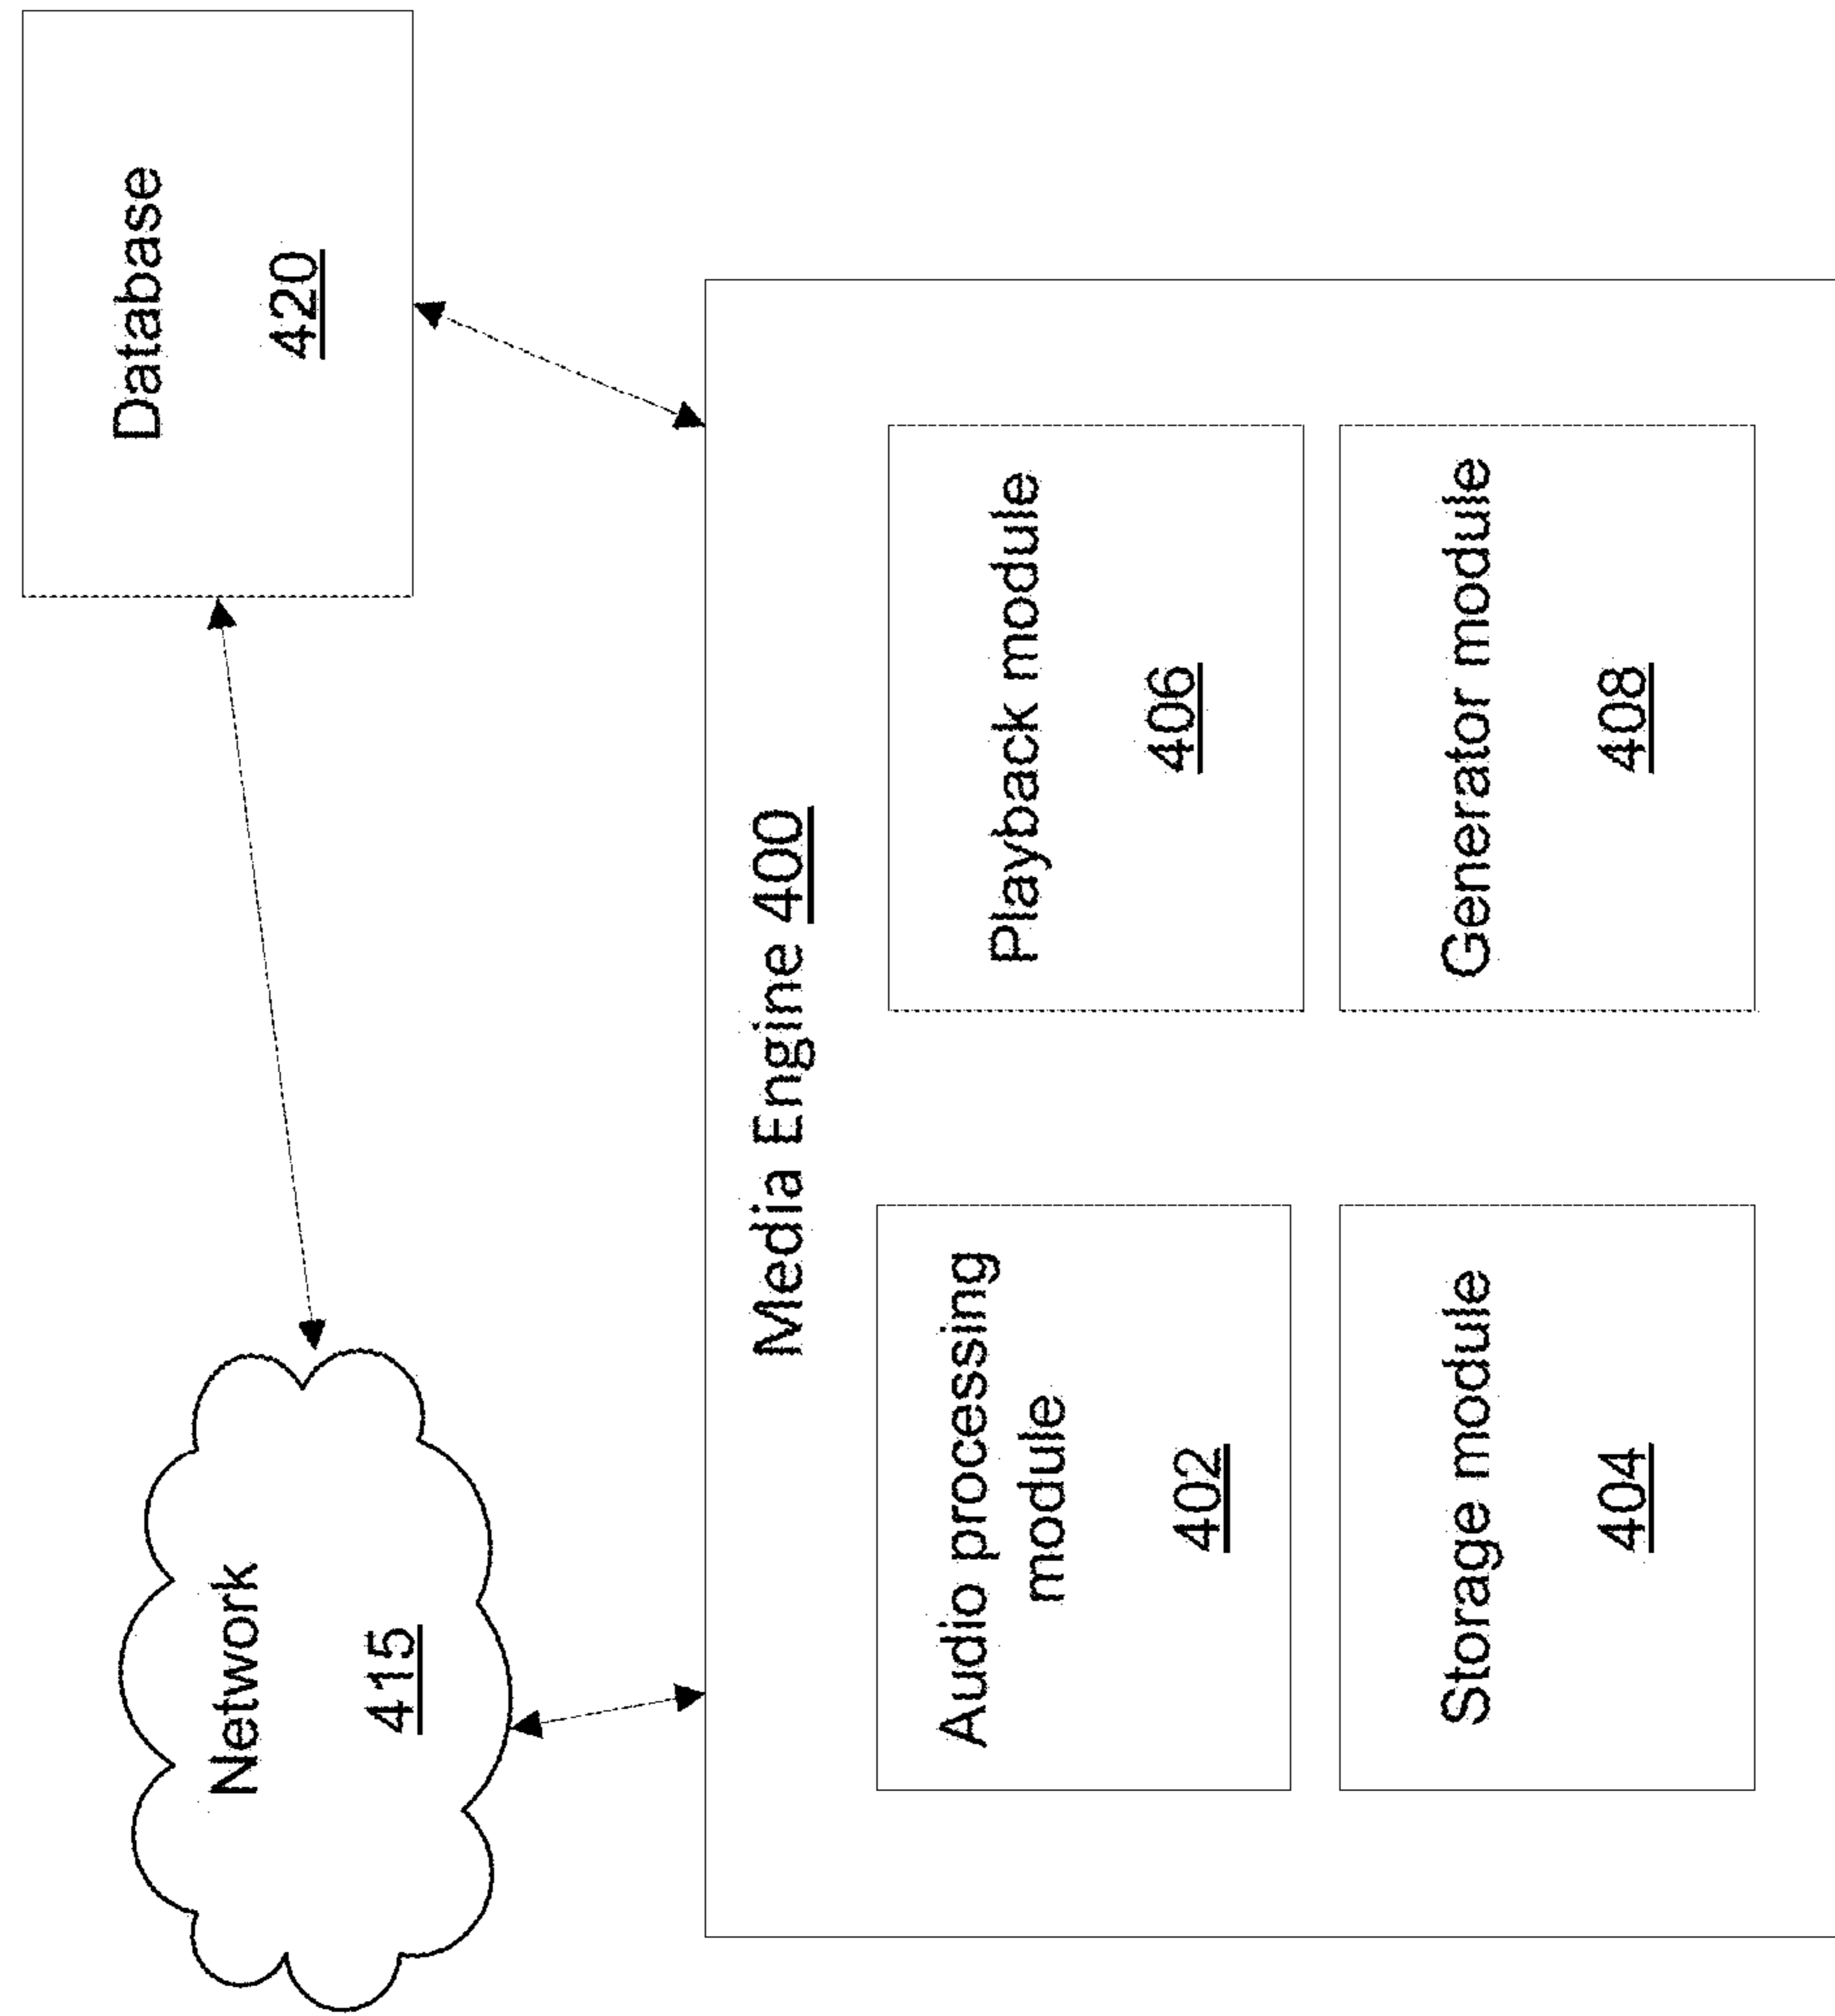 Network
415
Database
420
Media Engine 400
Audio processing
module
402
Playback module
406
Storage module
404
Generator module
408